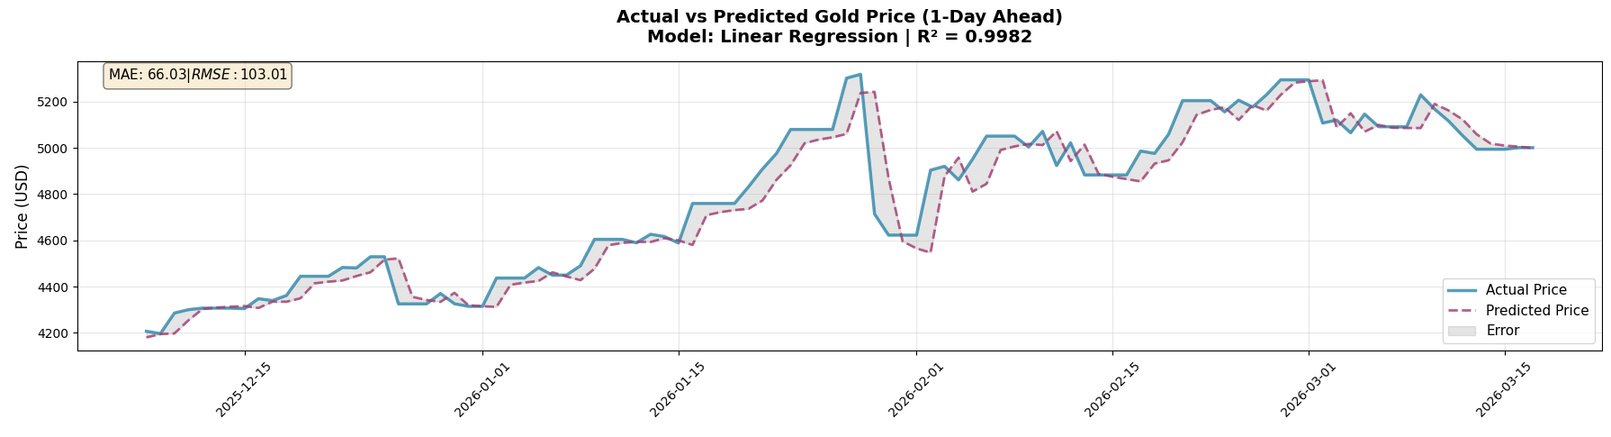 Actual vs Predicted Gold Price (1-Day Ahead)
Model: Linear Regression | R² = 0.9982
MAE: 66.03|RMSE : 103.01
Price (USD)
5200
5000
4800
4600
4400
4200
Actual Price
Predicted Price
Error
2025-12-15
2026-01-01
2026-01-15
2026-02-01
2026-02-15
2026-03-01
2026-03-15